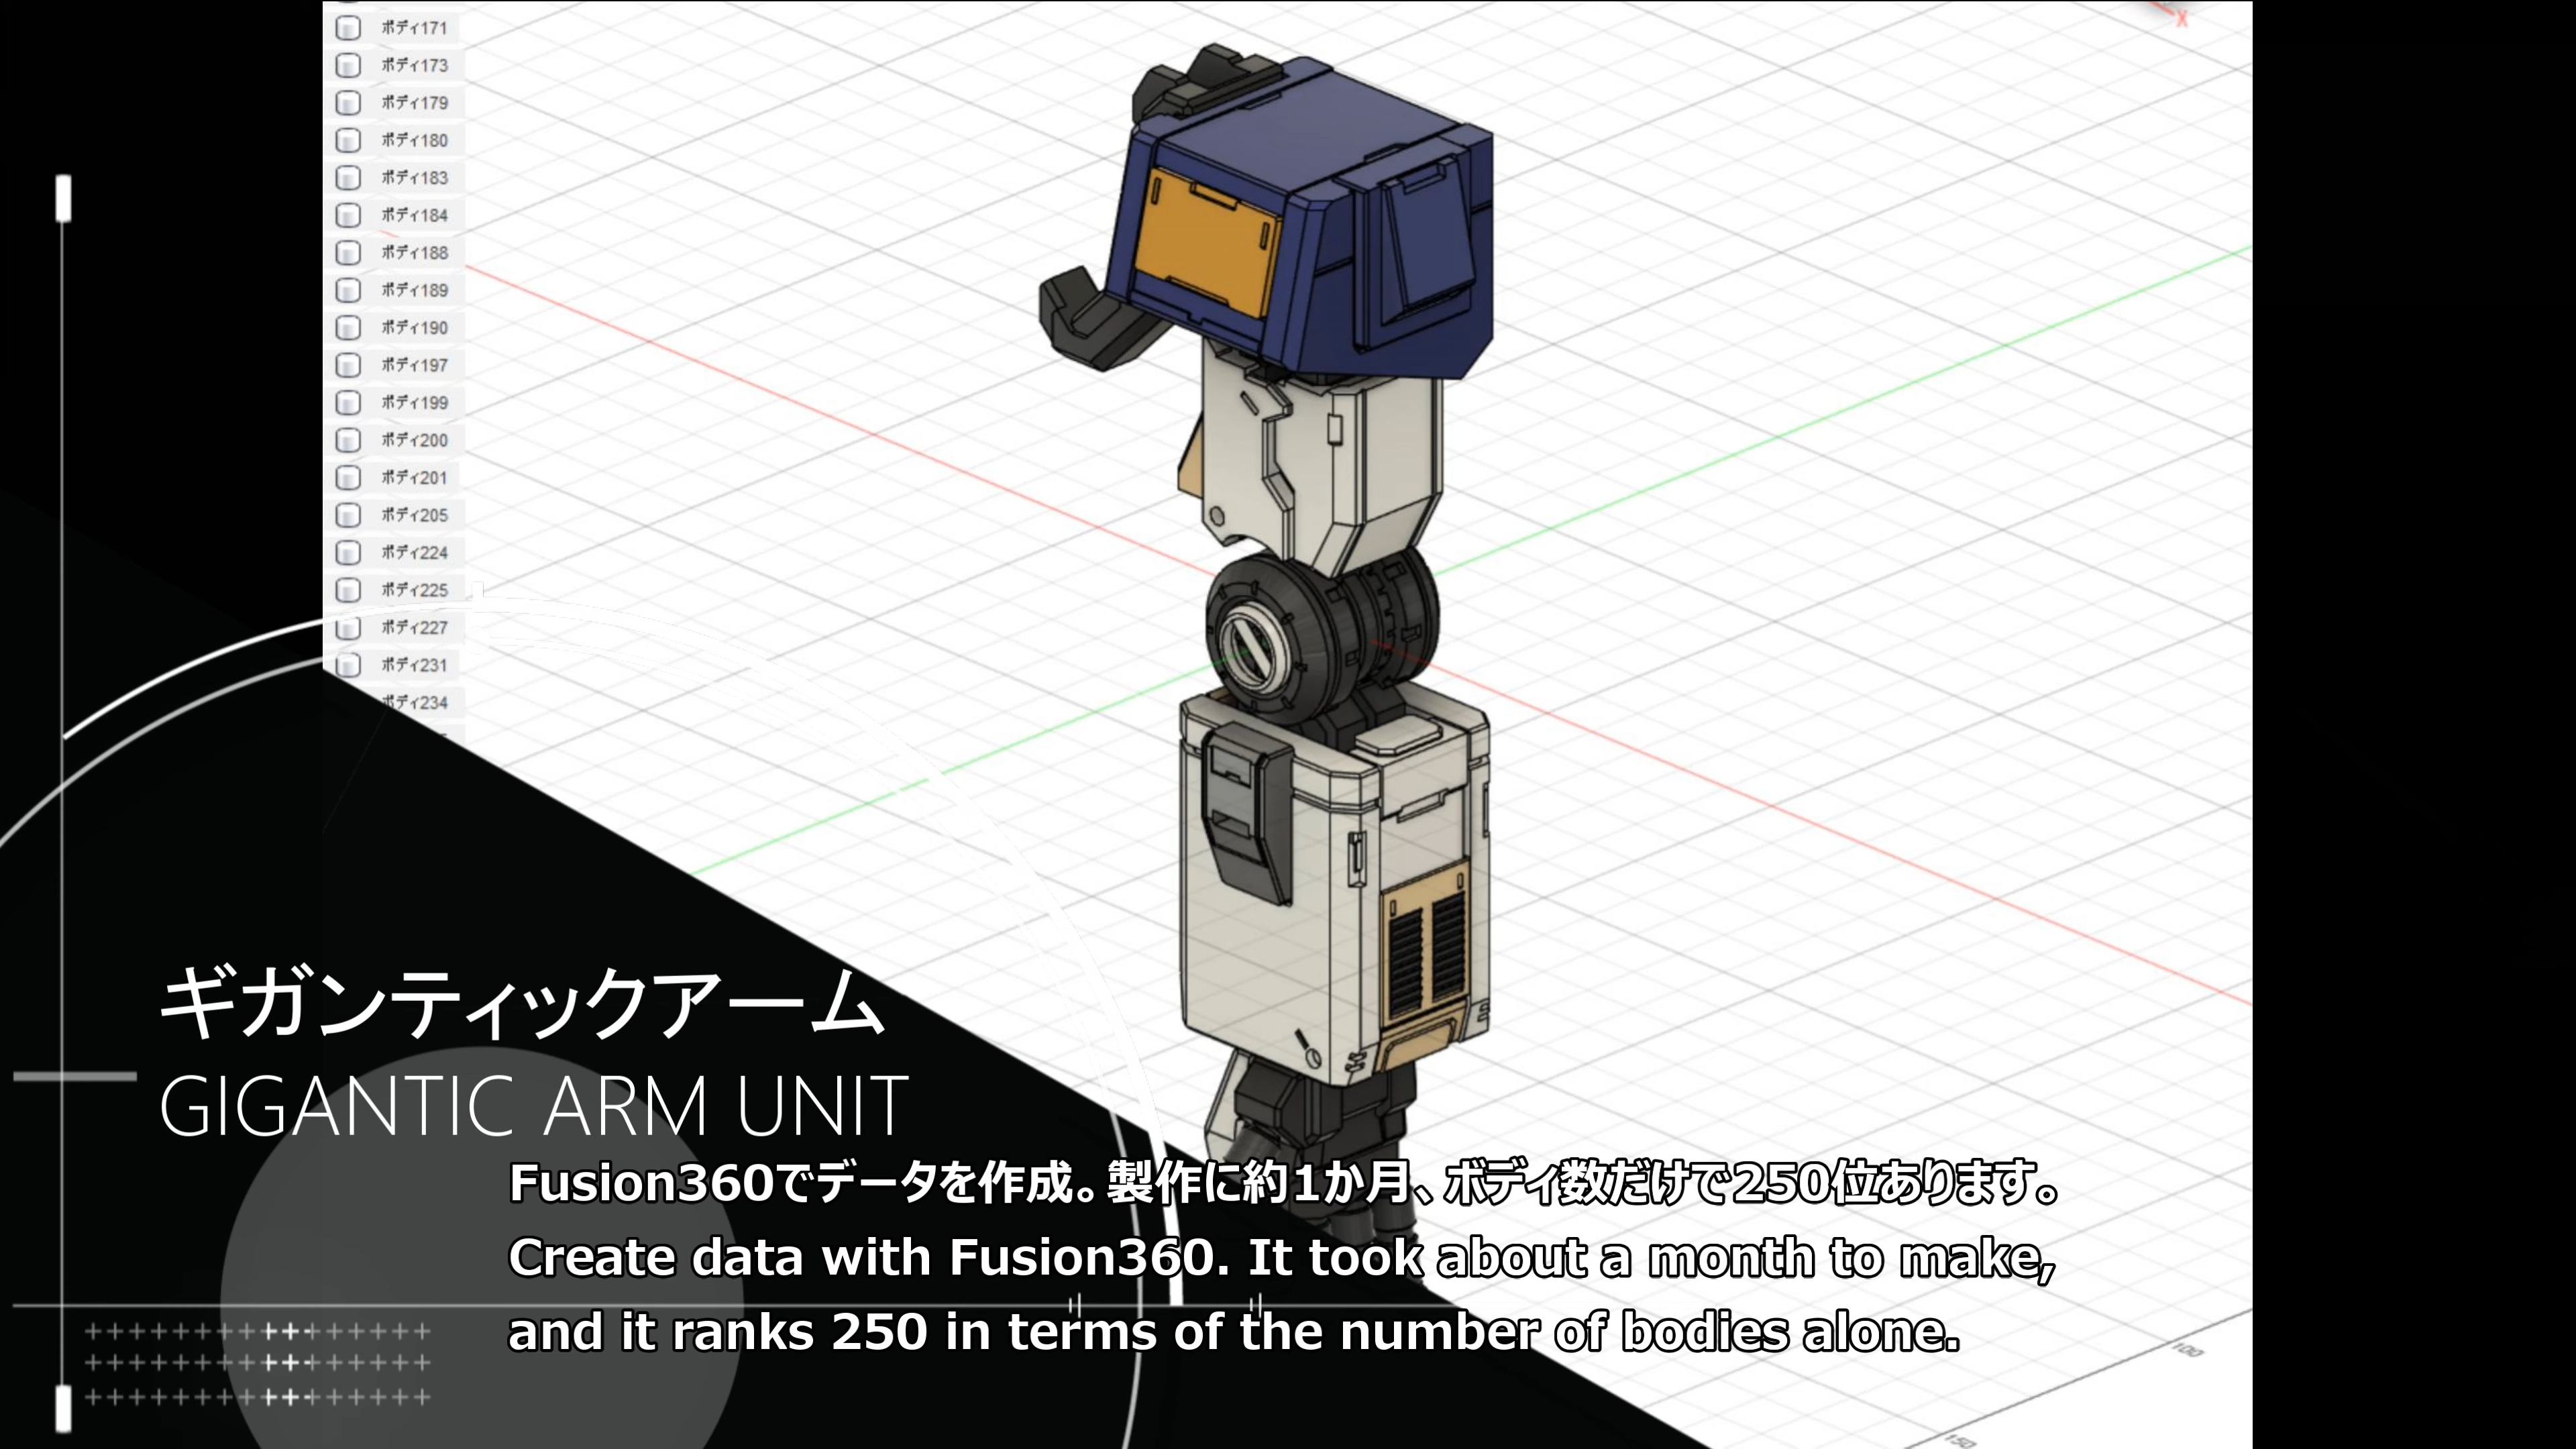 ボディ171
ボディ173
ボディ179
ボディ180
ボディ183
ボディ184
ボディ188
ボディ189
ボディ190
ボディ197
ボディ199
ボディ200
ボディ201
ボディ205
ボディ224
ボディ225
ボディ227
ボディ231
ボディ234
X
ギガンティックアーム
GIGANTIC ARM UNIT
Fusion360でデータを作成。製作に約1か月、ボディ数だけで250位あります。
Create data with Fusion360. It took about a month to make,
and it ranks 250 in terms of the number of bodies alone.
100
150